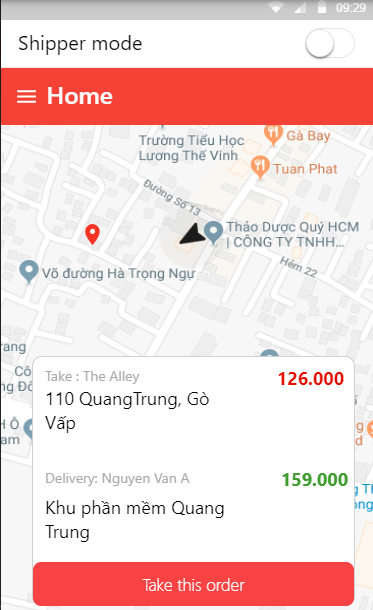 09:29
Shipper mode
Home
Trường Tiểu Học
Lương Thế Vinh
Gà Bay
Tuan Phat
Đường Số 13
Thảo Dược Quý HCM
| CÔNG TY TNHH...
Hẻm 22
Võ đường Hà Trọng Ngự
Take : The Alley
126.000
110 QuangTrung, Gò
Vấp
Delivery: Nguyen Van A
159.000
Khu phần mềm Quang
Trung
Take this order